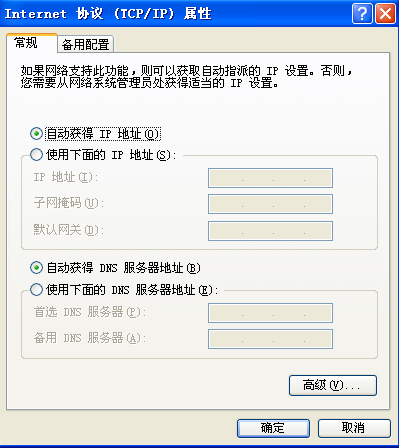 Internet 协议 (TCP/IP) 属性
常规
备用配置
如果网络支持此功能，则可以获取自动指派的 IP 设置。否则，
您需要从网络系统管理员处获得适当的 IP 设置。
自动获得 IP 地址(O)
使用下面的 IP 地址(S):
IP 地址(I):
子网掩码(U):
默认网关(D):
自动获得 DNS 服务器地址(B)
使用下面的 DNS 服务器地址(E):
首选 DNS 服务器(P):
备用 DNS 服务器(A):
高级(V)...
确定
取消